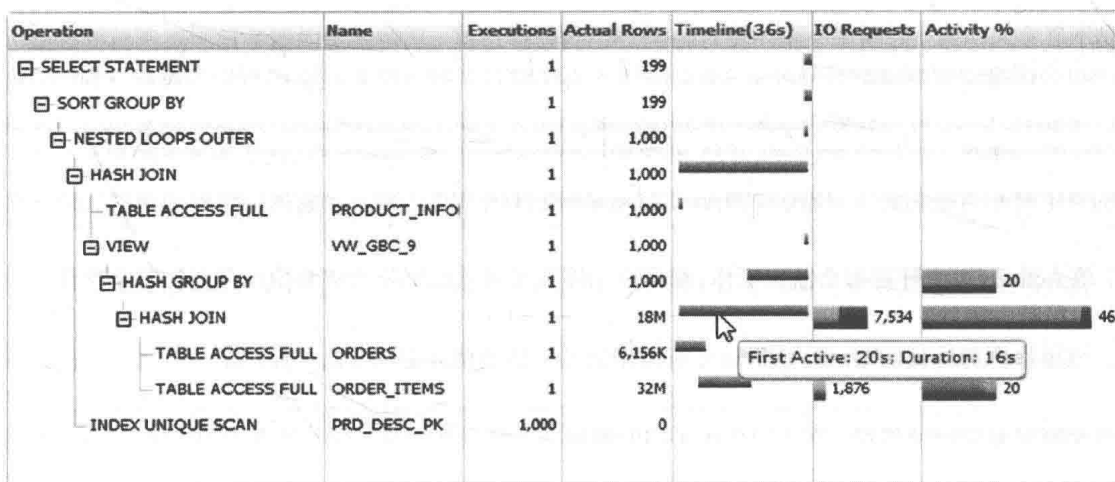 Operation Name Executions Actual Rows Timeline(36s) IO Requests Activity %
SELECT STATEMENT 1 199
SORT GROUP BY 1 199
NESTED LOOPS OUTER 1 1,000
HASH JOIN 1 1,000
TABLE ACCESS FULL PRODUCT_INFO 1 1,000
VIEW VW_GBC_9 1 1,000
HASH GROUP BY 1 1,000 20
HASH JOIN 1 18M 7,534 46
TABLE ACCESS FULL ORDERS 1 6,156K First Active: 20s; Duration: 16s
TABLE ACCESS FULL ORDER_ITEMS 1 32M 1,876 20
INDEX UNIQUE SCAN PRD_DESC_PK 1,000 0